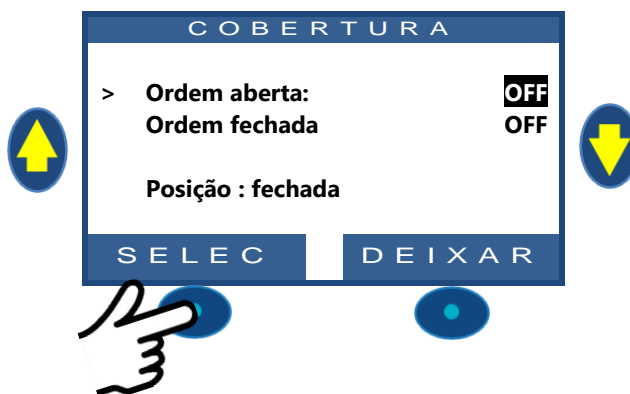 COBERTURA
> Ordem aberta: OFF
Ordem fechada OFF
Posição : fechada
SELEC DEIXAR